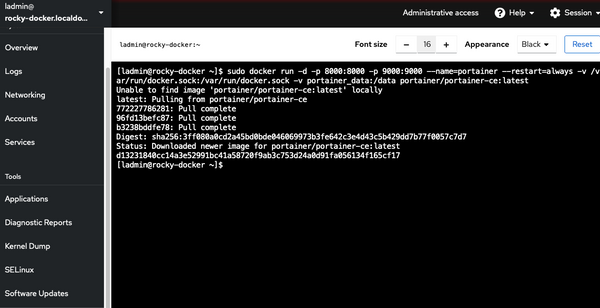 ladmin@
rocky-docker.localdo...
Administrative access
Help
Session
Overview
Logs
Networking
Accounts
Services
Tools
Applications
Diagnostic Reports
Kernel Dump
SELinux
Software Updates
ladmin@rocky-docker:~
Font size
16
Appearance
Black
Reset
[ladmin@rocky-docker ~]$ sudo docker run -d -p 8000:8000 -p 9000:9000 --name=portainer --restart=always -v /v
ar/run/docker.sock:/var/run/docker.sock -v portainer_data:/data portainer/portainer-ce:latest
Unable to find image 'portainer/portainer-ce:latest' locally
latest: Pulling from portainer/portainer-ce
772227786281: Pull complete
96fd13befc87: Pull complete
b3238bddfe78: Pull complete
Digest: sha256:3ff080a0cd2a45bd0bde046069973b3fe642c3e4d43c5b429dd7b77f0057c7d7
Status: Downloaded newer image for portainer/portainer-ce:latest
d13231840cc14a3e52991bc41a58720f9ab3c753d24a0d91fa056134f165cf17
[ladmin@rocky-docker ~]$